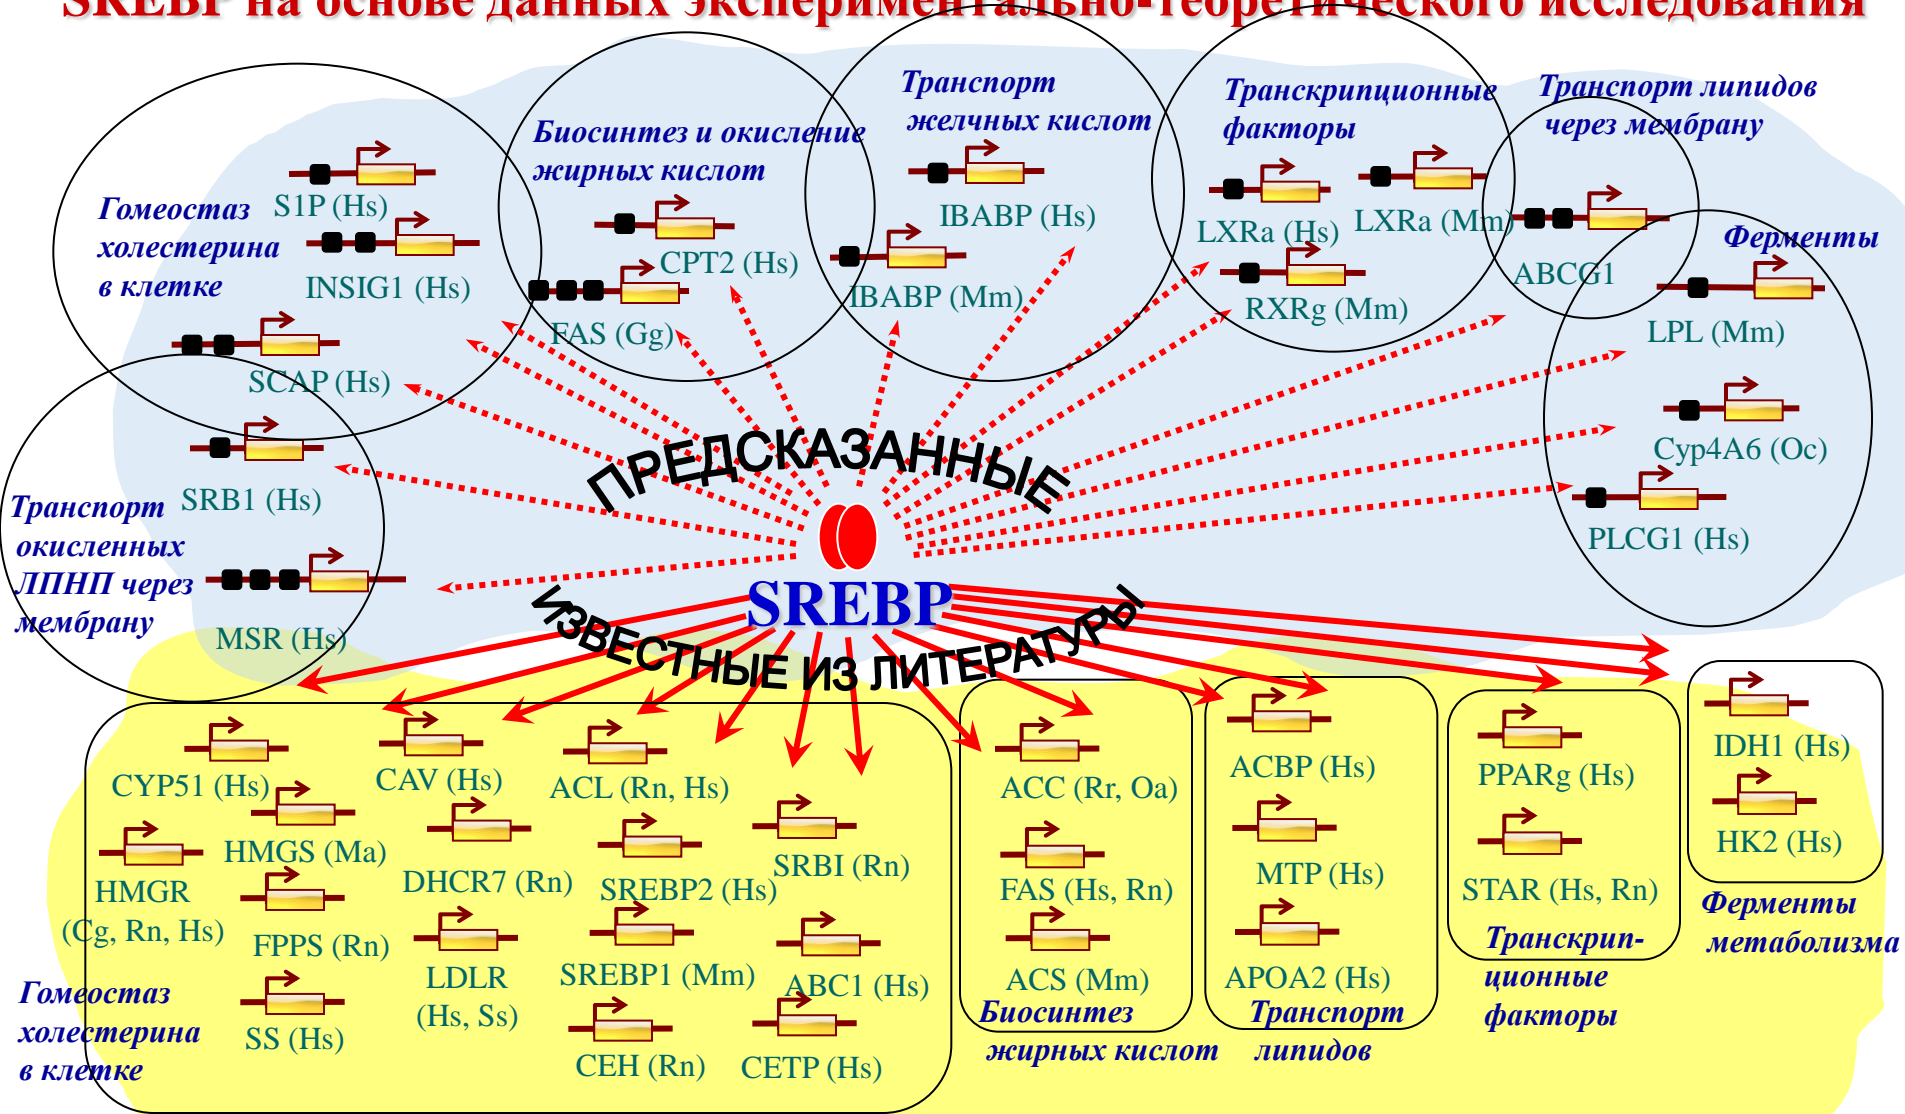 SREBP на основе данных экспериментально-теоретического исследования
Транспорт
желчных кислот
Транскрипционные
факторы
Транспорт липидов
через мембрану
Биосинтез и окисление
жирных кислот
Гомеостаз
холестерина
в клетке
S1P (Hs)
INSIG1 (Hs)
SCAP (Hs)
CPT2 (Hs)
FAS (Gg)
IBABP (Hs)
IBABP (Mm)
LXRa (Hs)
LXRa (Mm)
RXRg (Mm)
ABCG1
Ферменты
LPL (Mm)
Cyp4A6 (Oc)
PLCG1 (Hs)
SRB1 (Hs)
Транспорт
окисленных
ЛПНП через
мембрану
MSR (Hs)
ПРЕДСКАЗАННЫЕ
SREBP
ИЗВЕСТНЫЕ ИЗ ЛИТЕРАТУРЫ
CYP51 (Hs)
CAV (Hs)
ACL (Rn, Hs)
HMGS (Ma)
HMGR
(Cg, Rn, Hs)
DHCR7 (Rn)
SREBP2 (Hs)
SRBI (Rn)
FPPS (Rn)
LDLR
(Hs, Ss)
SREBP1 (Mm)
ABC1 (Hs)
SS (Hs)
CEH (Rn)
CETP (Hs)
Гомеостаз
холестерина
в клетке
ACC (Rr, Oa)
FAS (Hs, Rn)
ACS (Mm)
Биосинтез
жирных кислот
ACBP (Hs)
MTP (Hs)
APOA2 (Hs)
Транспорт
липидов
PPARg (Hs)
STAR (Hs, Rn)
Транскрип-
ционные
факторы
IDH1 (Hs)
HK2 (Hs)
Ферменты
метаболизма